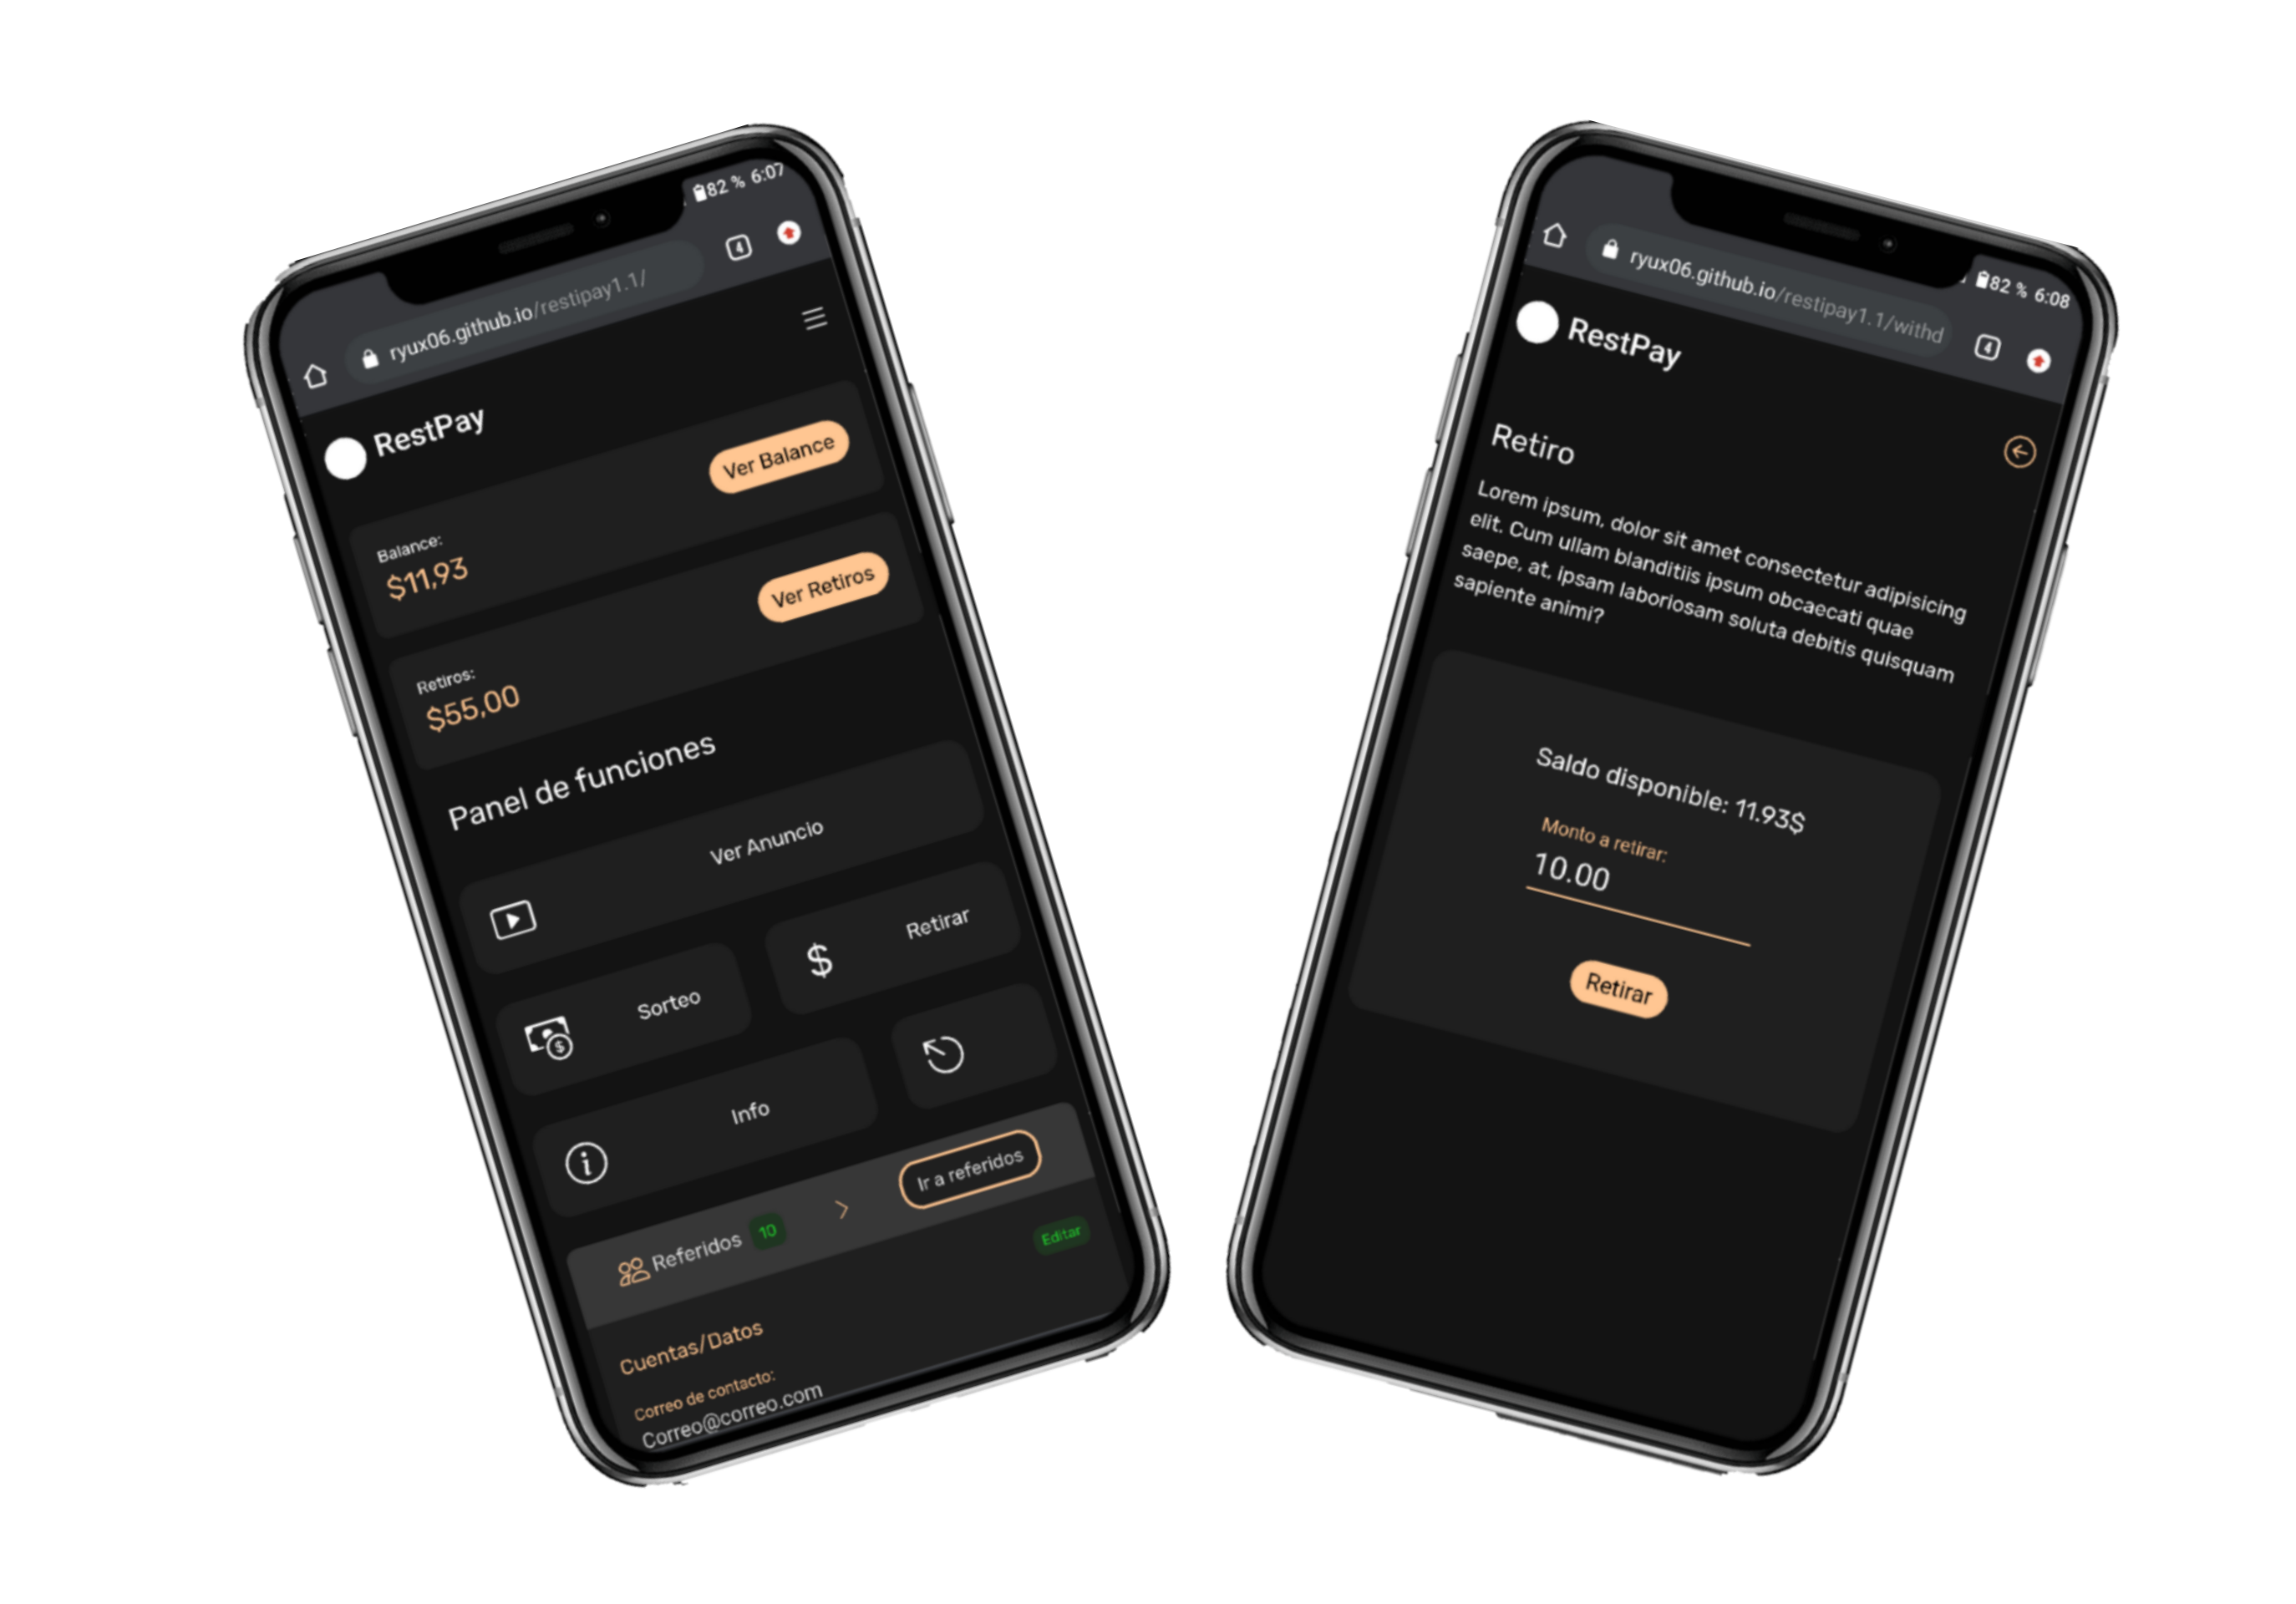 82 % 6:07
ryux06.github.io/restipay1.1/
4
RestPay
Balance:
$11,93
Ver Balance
Retiros:
$55,00
Ver Retiros
Panel de funciones
Ver Anuncio
Sorteo
$ Retirar
Info
Referidos 10
Ir a referidos
Editar
Cuentas/Datos
Correo de contacto:
Correo@correo.com
82 % 6:08
ryux06.github.io/restipay1.1/withd
4
RestPay
Retiro
Lorem ipsum, dolor sit amet consectetur adipisicing
elit. Cum ullam blanditiis ipsum obcaecati quae
saepe, at, ipsam laboriosam soluta debitis quisquam
sapiente animi?
Saldo disponible: 11.93$
Monto a retirar:
10.00
Retirar